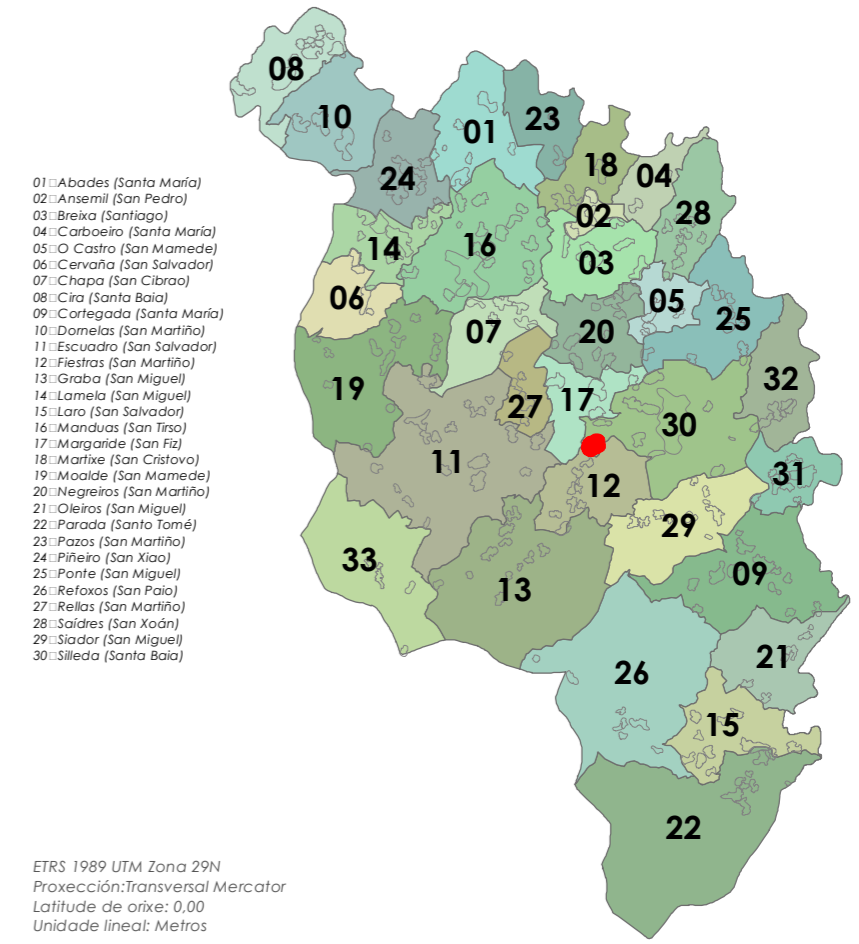 08
10
01
23
18
04
24
02
28
14
16
03
06
05
07
20
25
19
17
32
27
30
11
12
31
29
33
13
09
21
26
15
22
01□Abades (Santa María)
02□Ansemil (San Pedro)
03□Breixa (Santiago)
04□Carboeiro (Santa María)
05□O Castro (San Mamede)
06□Cervaña (San Salvador)
07□Chapa (San Cibrao)
08□Cira (Santa Baia)
09□Cortegada (Santa María)
10□Dornelas (San Martiño)
11□Escuadro (San Salvador)
12□Fiestras (San Martiño)
13□Graba (San Miguel)
14□Lamela (San Miguel)
15□Laro (San Salvador)
16□Manduas (San Tirso)
17□Margaride (San Fiz)
18□Martixe (San Cristovo)
19□Moalde (San Mamede)
20□Negreiros (San Martiño)
21□Oleiros (San Miguel)
22□Parada (Santo Tomé)
23□Pazos (San Martiño)
24□Piñeiro (San Xiao)
25□Ponte (San Miguel)
26□Refoxos (San Paio)
27□Rellas (San Martiño)
28□Saídres (San Xoán)
29□Siador (San Miguel)
30□Silleda (Santa Baia)
ETRS 1989 UTM Zona 29N
Proxección:Transversal Mercator
Latitude de orixe: 0,00
Unidade lineal: Metros